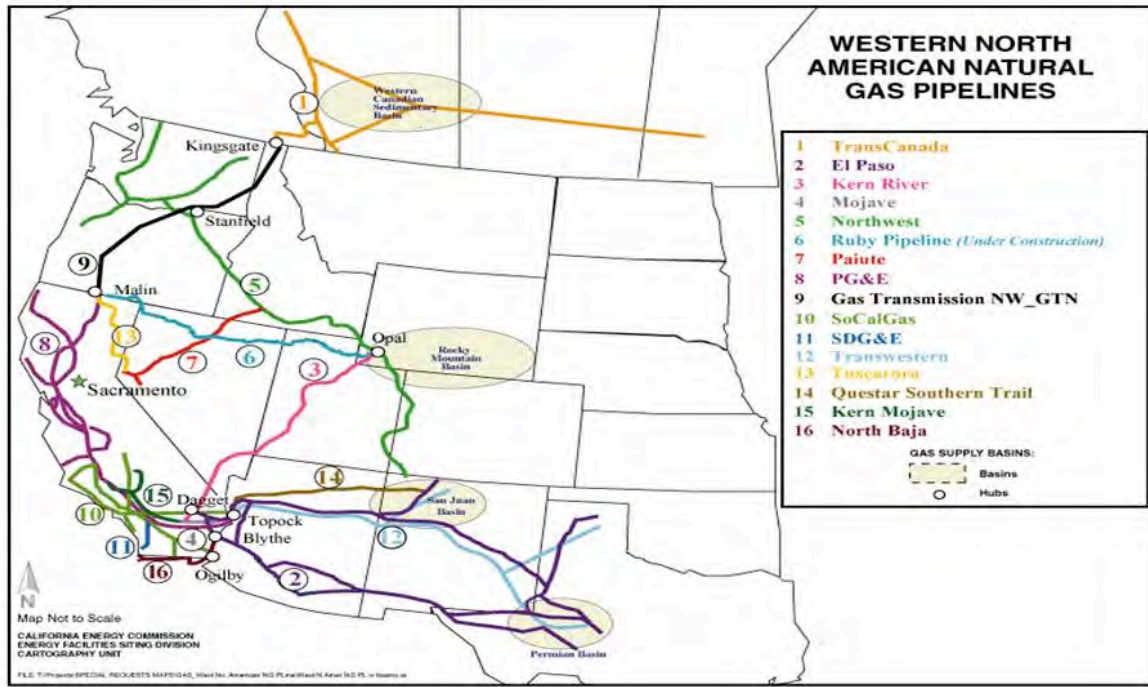 WESTERN NORTH
AMERICAN NATURAL
GAS PIPELINES
1 TransCanada
2 El Paso
3 Kern River
4 Mojave
5 Northwest
6 Ruby Pipeline (Under Construction)
7 Paiute
8 PG&E
9 Gas Transmission NW_GTN
10 SoCalGas
11 SDG&E
12 Transwestern
13 Tuscarora
14 Questar Southern Trail
15 Kern Mojave
16 North Baja
GAS SUPPLY BASINS:
Basins
Hubs
1
Western
Canadian
Sedimentary
Basin
Kingsgate
Stanfield
9
Malin
5
13
8
7
6
3
Opal
Rocky
Mountain
Basin
Sacramento
14
San Juan
Basin
15
Dagget
10
Topock
12
4
Blythe
11
16
Ogilby
2
Permian Basin
N
Map Not to Scale
CALIFORNIA ENERGY COMMISSION
ENERGY FACILITIES SITING DIVISION
CARTOGRAPHY UNIT